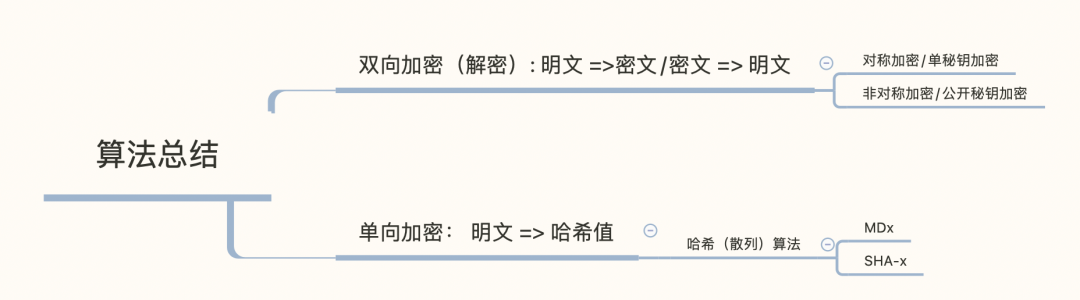 算法总结
双向加密（解密）: 明文 =>密文/密文 => 明文
对称加密/单秘钥加密
非对称加密/公开秘钥加密
单向加密： 明文 => 哈希值
哈希（散列）算法
MDx
SHA-x